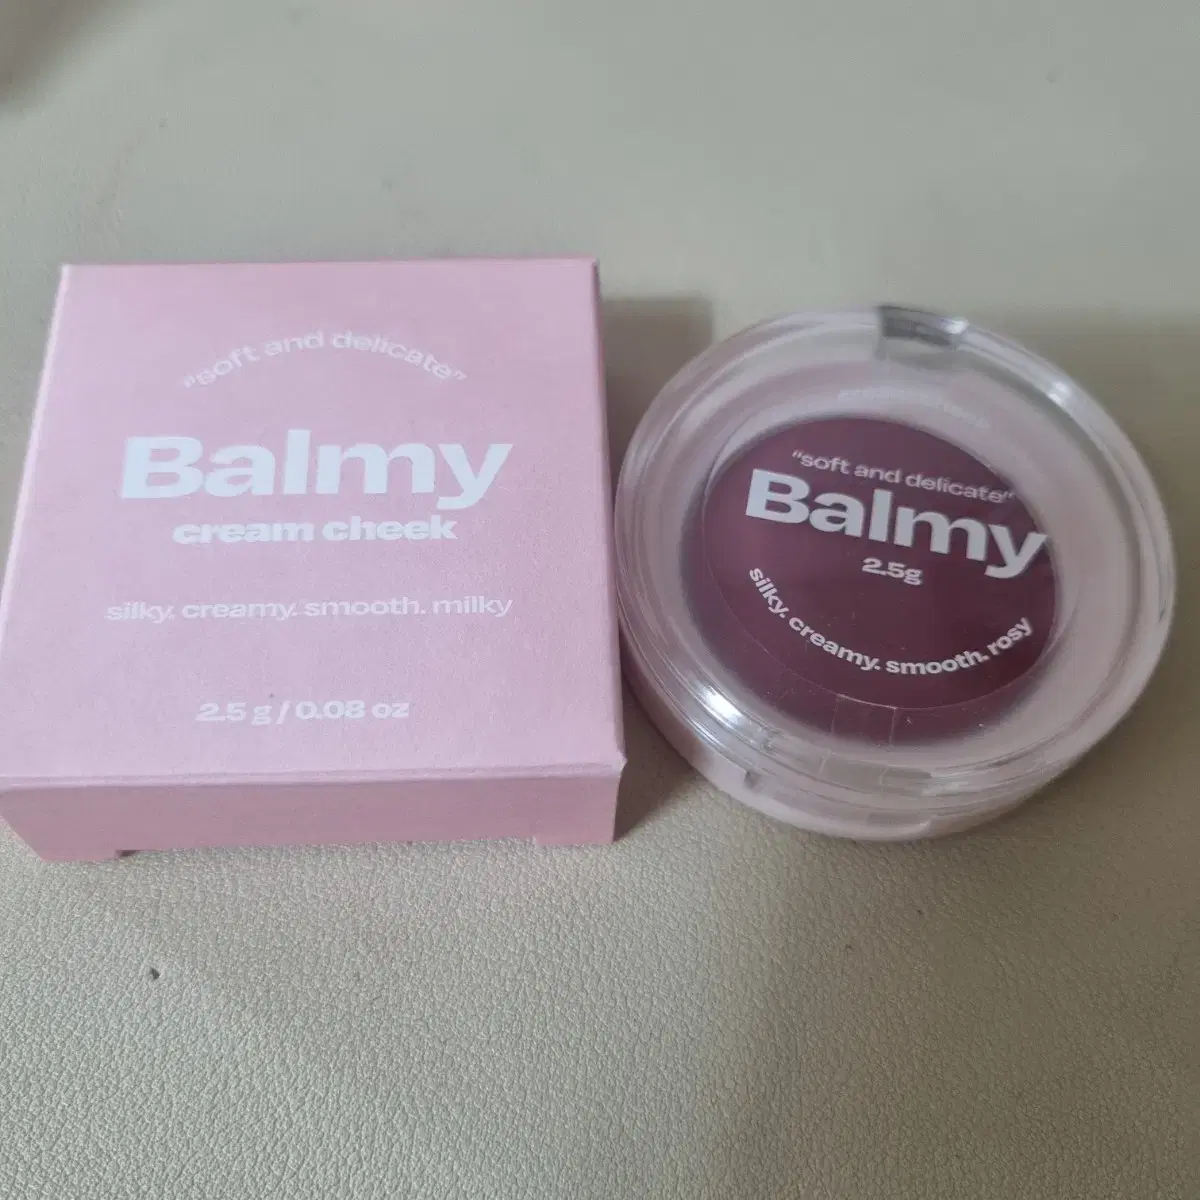 "soft and delicate"
Balmy
cream cheek
silky. creamy. smooth. milky
2.5 g / 0.08 oz
"soft and delicate"
Balmy
2.5g
silky. creamy. smooth. rosy